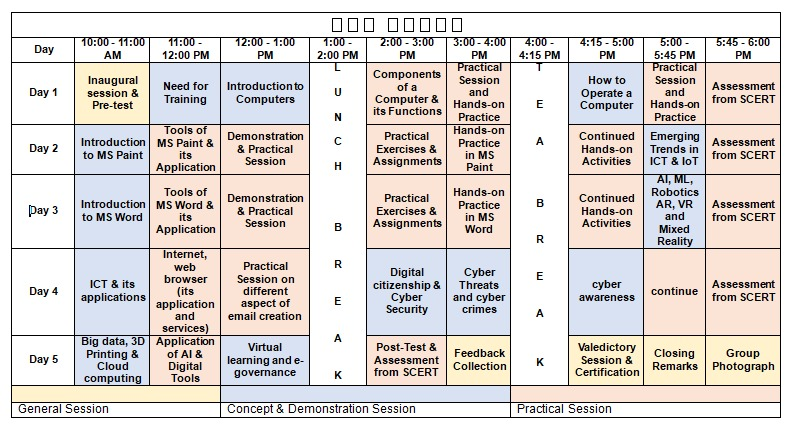 Day 10:00 - 11:00 AM 11:00 - 12:00 PM 12:00 - 1:00 PM 1:00 - 2:00 PM 2:00 - 3:00 PM 3:00 - 4:00 PM 4:00 - 4:15 PM 4:15 - 5:00 PM 5:00 - 5:45 PM 5:45 - 6:00 PM
LUNCH BREAK
TEA BREAK
Day 1 Inaugural session & Pre-test Need for Training Introduction to Computers Components of a Computer & its Functions Practical Session and Hands-on Practice How to Operate a Computer Practical Session and Hands-on Practice Assessment from SCERT
Day 2 Introduction to MS Paint Tools of MS Paint & its Application Demonstration & Practical Session Practical Exercises & Assignments Hands-on Practice in MS Paint Continued Hands-on Activities Emerging Trends in ICT & IoT Assessment from SCERT
Day 3 Introduction to MS Word Tools of MS Word & its Application Demonstration & Practical Session Practical Exercises & Assignments Hands-on Practice in MS Word Continued Hands-on Activities AI, ML, Robotics AR, VR and Mixed Reality Assessment from SCERT
Day 4 ICT & its applications Internet, web browser (its application and services) Practical Session on different aspect of email creation Digital citizenship & Cyber Security Cyber Threats and cyber crimes cyber awareness continue Assessment from SCERT
Day 5 Big data, 3D Printing & Cloud computing Application of AI & Digital Tools Virtual learning and e-governance Post-Test & Assessment from SCERT Feedback Collection Valedictory Session & Certification Closing Remarks Group Photograph
General Session Concept & Demonstration Session Practical Session